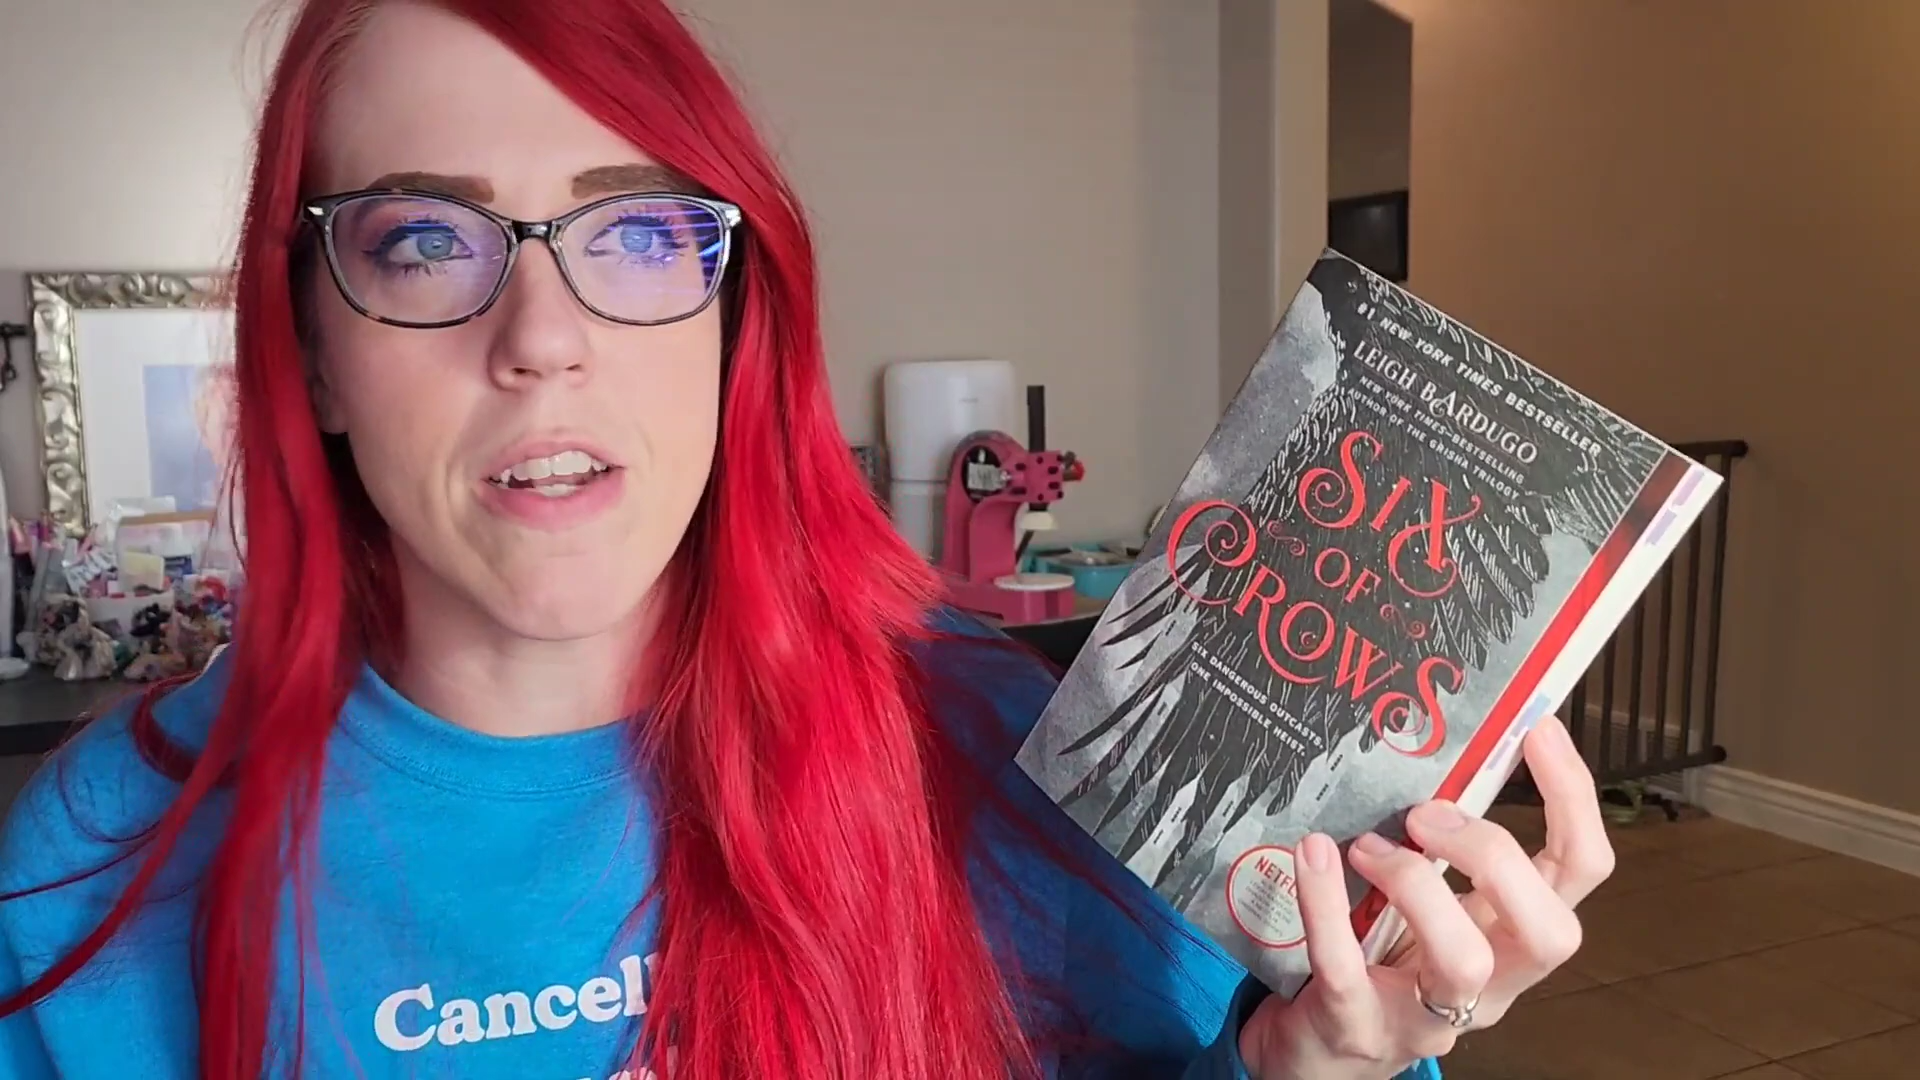 #1 NEW YORK TIMES BESTSELLER
LEIGH BARDUGO
NEW YORK TIMES-BESTSELLING
AUTHOR OF THE GRISHA TRILOGY
SIX
OF
CROWS
SIX DANGEROUS OUTCASTS.
ONE IMPOSSIBLE HEIST.
NETFL
Cancel